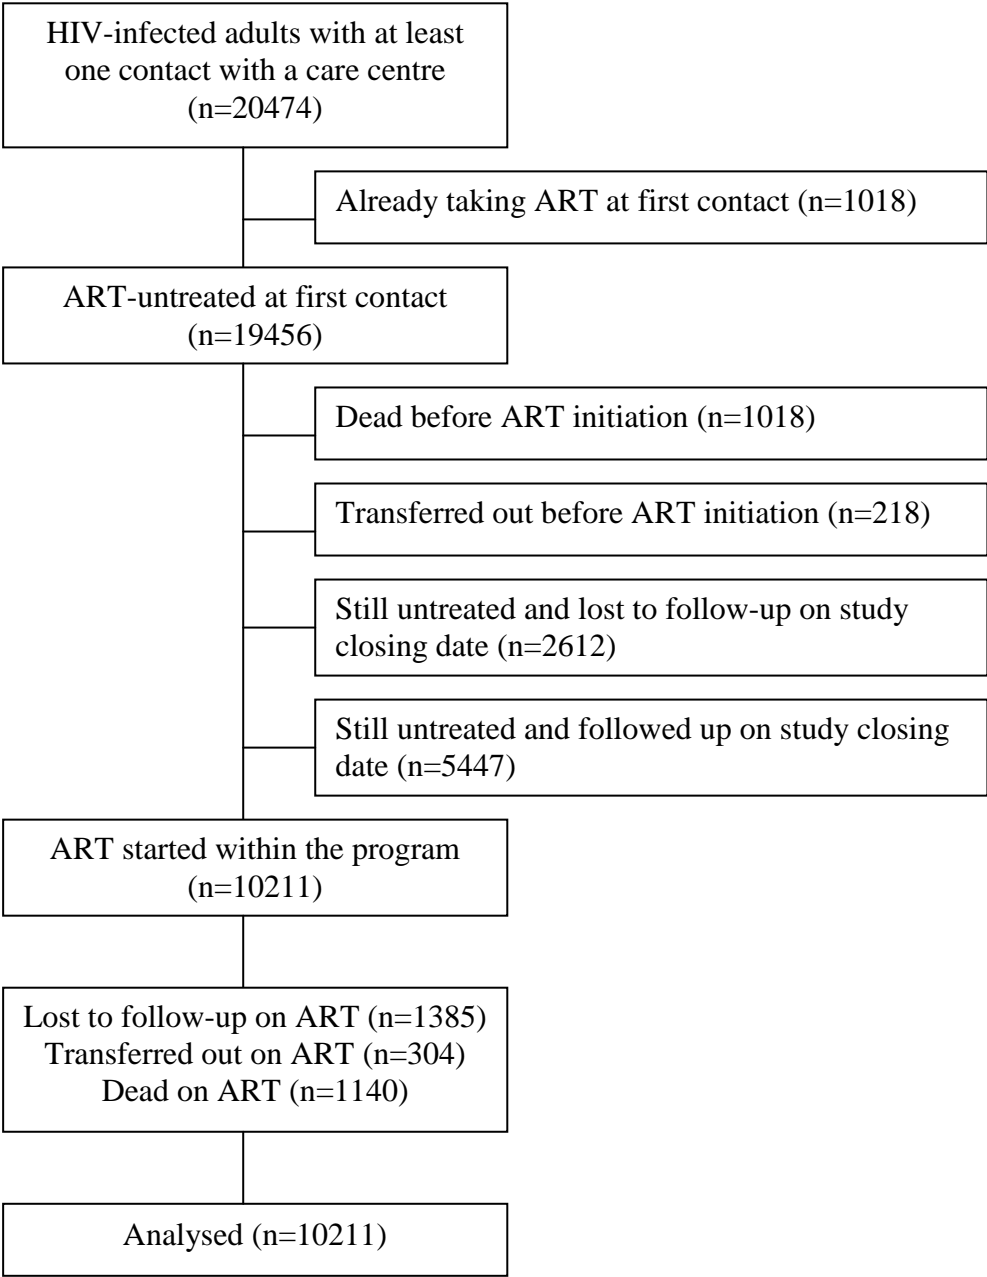 HIV-infected adults with at least
one contact with a care centre
(n=20474)
Already taking ART at first contact (n=1018)
ART-untreated at first contact
(n=19456)
Dead before ART initiation (n=1018)
Transferred out before ART initiation (n=218)
Still untreated and lost to follow-up on study
closing date (n=2612)
Still untreated and followed up on study closing
date (n=5447)
ART started within the program
(n=10211)
Lost to follow-up on ART (n=1385)
Transferred out on ART (n=304)
Dead on ART (n=1140)
Analysed (n=10211)